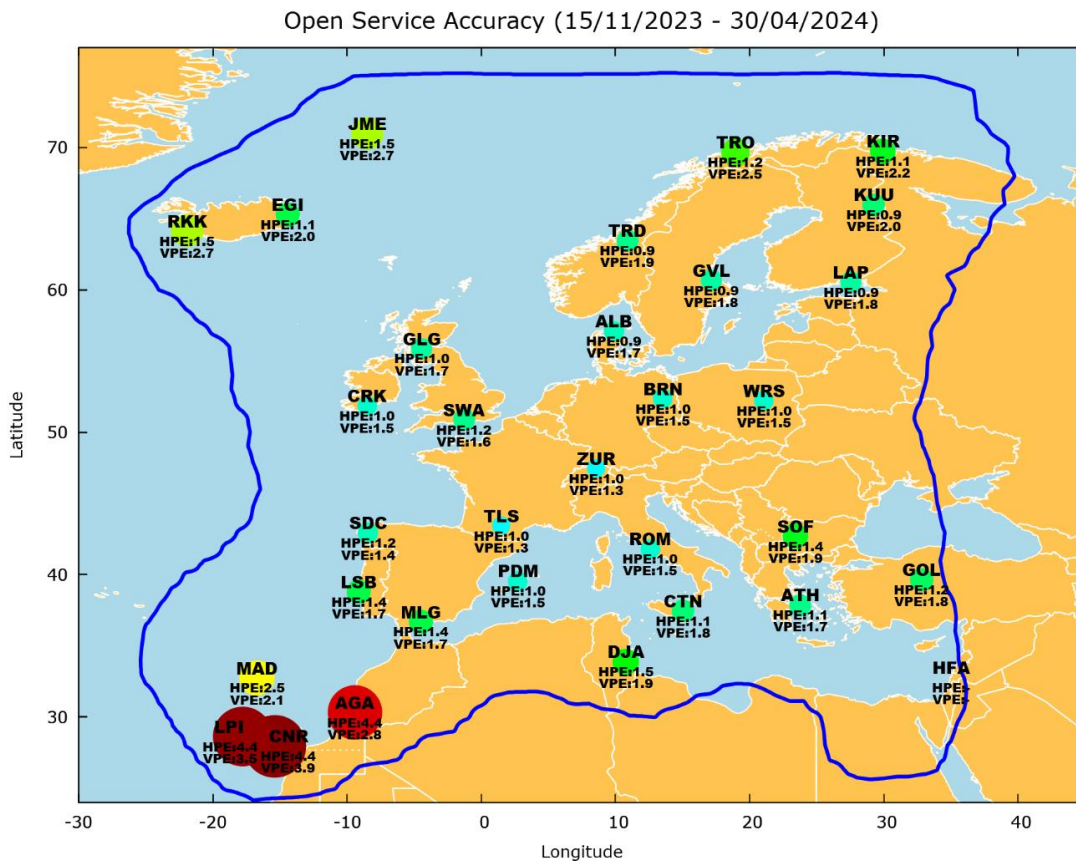 Open Service Accuracy (15/11/2023 - 30/04/2024)
JME
HPE:1.5
VPE:2.7
TRO
HPE:1.2
VPE:2.5
KIR
HPE:1.1
VPE:2.2
KUU
HPE:0.9
VPE:2.0
EGI
HPE:1.1
VPE:2.0
RKK
HPE:1.5
VPE:2.7
TRD
HPE:0.9
VPE:1.9
GVL
HPE:0.9
VPE:1.8
LAP
HPE:0.9
VPE:1.8
ALB
HPE:0.9
VPE:1.7
GLG
HPE:1.0
VPE:1.7
CRK
HPE:1.0
VPE:1.5
SWA
HPE:1.2
VPE:1.6
BRN
HPE:1.0
VPE:1.5
WRS
HPE:1.0
VPE:1.5
ZUR
HPE:1.0
VPE:1.3
SDC
HPE:1.2
VPE:1.4
TLS
HPE:1.0
VPE:1.3
ROM
HPE:1.0
VPE:1.5
SOF
HPE:1.4
VPE:1.9
LSB
HPE:1.4
VPE:1.7
PDM
HPE:1.0
VPE:1.5
GOL
HPE:1.2
VPE:1.8
MLG
HPE:1.4
VPE:1.7
CTN
HPE:1.1
VPE:1.8
ATH
HPE:1.1
VPE:1.7
DJA
HPE:1.5
VPE:1.9
HFA
HPE:-
VPE:-
MAD
HPE:2.5
VPE:2.1
AGA
HPE:4.4
VPE:2.8
LPI
HPE:4.4
VPE:3.5
CNR
HPE:4.4
VPE:3.9
70
60
50
40
30
Latitude
-30
-20
-10
0
10
20
30
40
Longitude